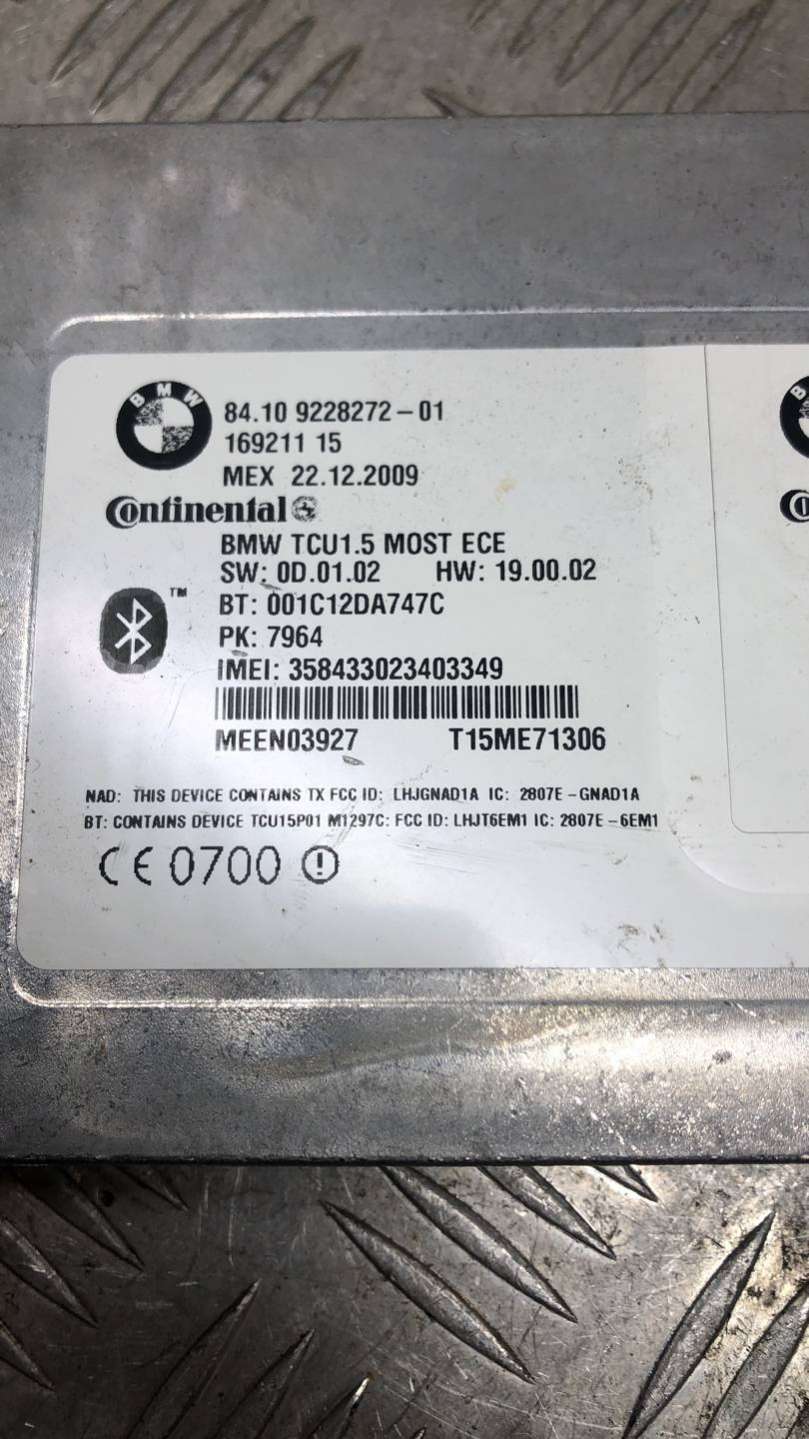 BMW
84.10 9228272-01
169211 15
MEX 22.12.2009
Continental
BMW TCU1.5 MOST ECE
SW: 0D.01.02 HW: 19.00.02
™ BT: 001C12DA747C
PK: 7964
IMEI: 358433023403349
MEEN03927 T15ME71306
NAD: THIS DEVICE CONTAINS TX FCC ID: LHJGNAD1A IC: 2807E-GNAD1A
BT: CONTAINS DEVICE TCU15P01 M1297C: FCC ID: LHJT6EM1 IC: 2807E-6EM1
CE 0700